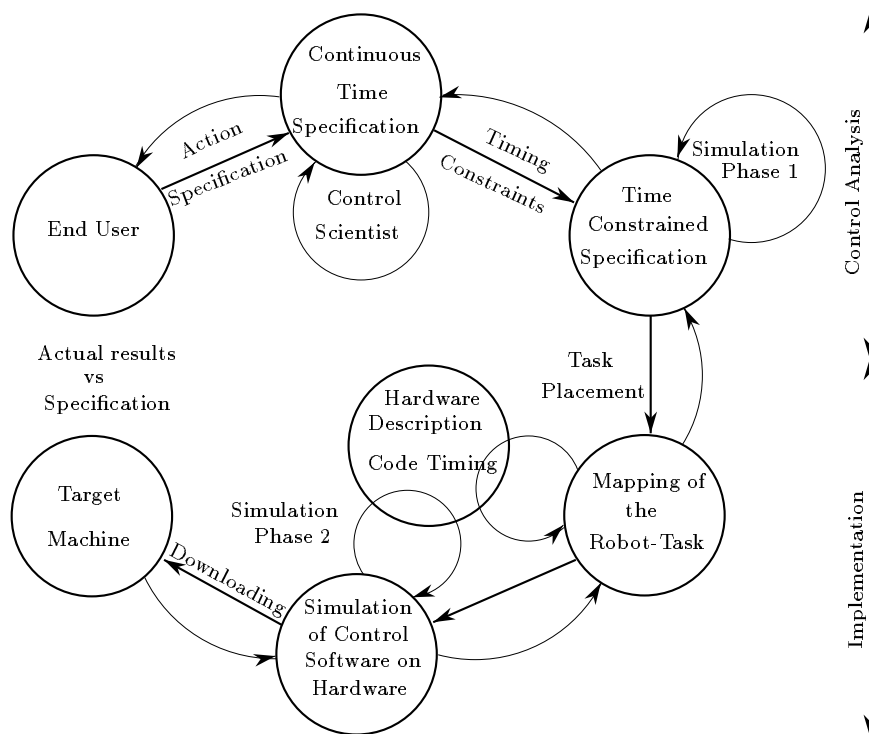 Continuous
Time
Specification
Action
Specification
Timing
Constraints
Simulation
Phase 1
Control Analysis
End User
Control
Scientist
Time
Constrained
Specification
Actual results
vs
Specification
Task
Placement
Hardware
Description
Code Timing
Target
Machine
Simulation
Phase 2
Mapping of
the
Robot-Task
Implementation
Downloading
Simulation
of Control
Software on
Hardware